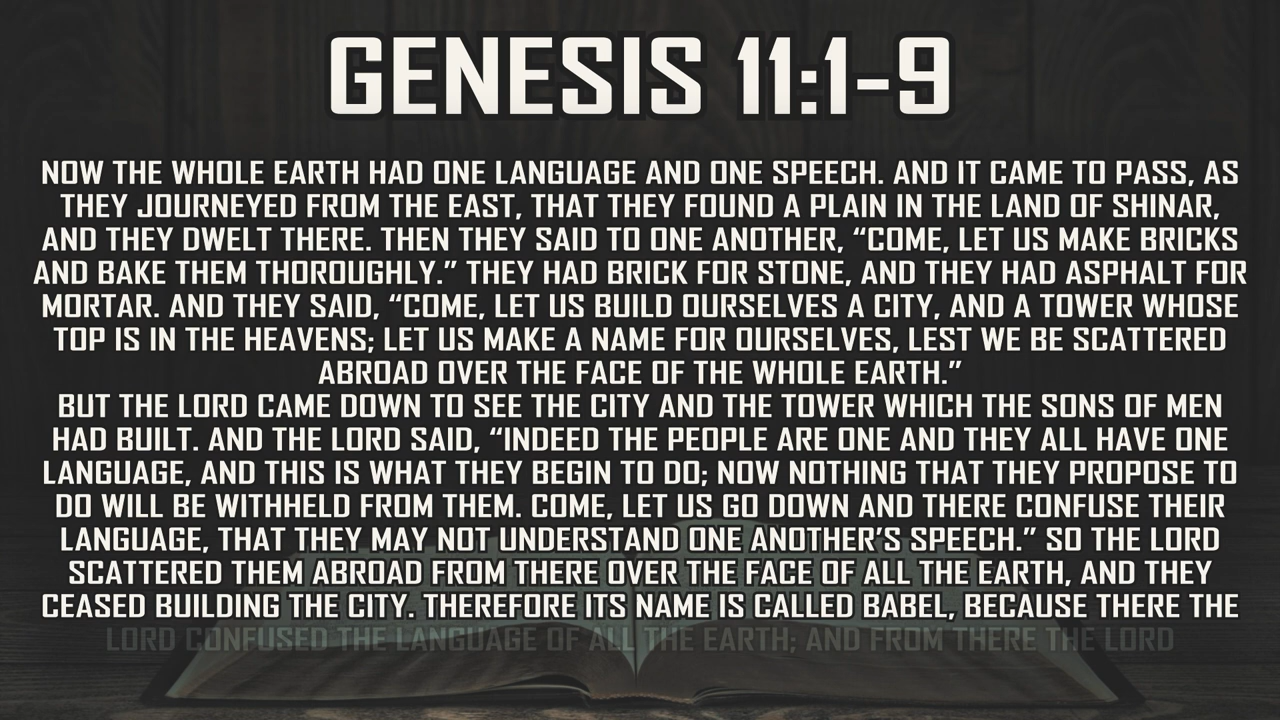 GENESIS 11:1-9
NOW THE WHOLE EARTH HAD ONE LANGUAGE AND ONE SPEECH. AND IT CAME TO PASS, AS
THEY JOURNEYED FROM THE EAST, THAT THEY FOUND A PLAIN IN THE LAND OF SHINAR,
AND THEY DWELT THERE. THEN THEY SAID TO ONE ANOTHER, “COME, LET US MAKE BRICKS
AND BAKE THEM THOROUGHLY.” THEY HAD BRICK FOR STONE, AND THEY HAD ASPHALT FOR
MORTAR. AND THEY SAID, “COME, LET US BUILD OURSELVES A CITY, AND A TOWER WHOSE
TOP IS IN THE HEAVENS; LET US MAKE A NAME FOR OURSELVES, LEST WE BE SCATTERED
ABROAD OVER THE FACE OF THE WHOLE EARTH.”
BUT THE LORD CAME DOWN TO SEE THE CITY AND THE TOWER WHICH THE SONS OF MEN
HAD BUILT. AND THE LORD SAID, “INDEED THE PEOPLE ARE ONE AND THEY ALL HAVE ONE
LANGUAGE, AND THIS IS WHAT THEY BEGIN TO DO; NOW NOTHING THAT THEY PROPOSE TO
DO WILL BE WITHHELD FROM THEM. COME, LET US GO DOWN AND THERE CONFUSE THEIR
LANGUAGE, THAT THEY MAY NOT UNDERSTAND ONE ANOTHER’S SPEECH.” SO THE LORD
SCATTERED THEM ABROAD FROM THERE OVER THE FACE OF ALL THE EARTH, AND THEY
CEASED BUILDING THE CITY. THEREFORE ITS NAME IS CALLED BABEL, BECAUSE THERE THE
LORD CONFUSED THE LANGUAGE OF ALL THE EARTH; AND FROM THERE THE LORD